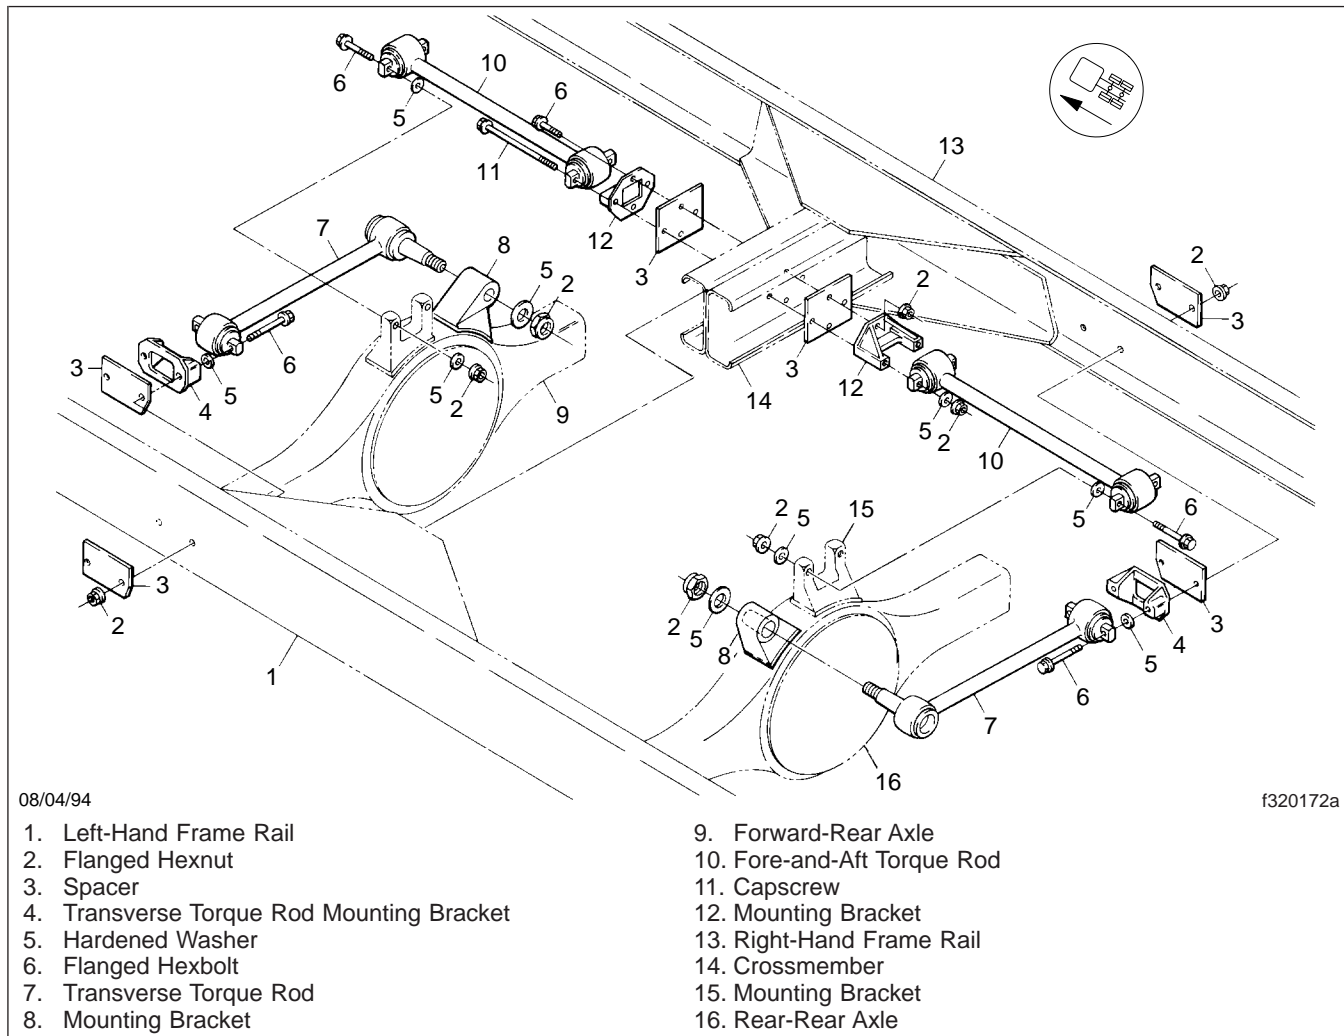 6
10
5
6
11
13
7
12
8
3
5
2
2
3
3
6
5
4
5
2
9
3
12
14
5
2
10
3
2
5
15
5
6
3
2
2
5
8
3
4
5
6
7
1
16
08/04/94
f320172a
1. Left-Hand Frame Rail
2. Flanged Hexnut
3. Spacer
4. Transverse Torque Rod Mounting Bracket
5. Hardened Washer
6. Flanged Hexbolt
7. Transverse Torque Rod
8. Mounting Bracket
9. Forward-Rear Axle
10. Fore-and-Aft Torque Rod
11. Capscrew
12. Mounting Bracket
13. Right-Hand Frame Rail
14. Crossmember
15. Mounting Bracket
16. Rear-Rear Axle